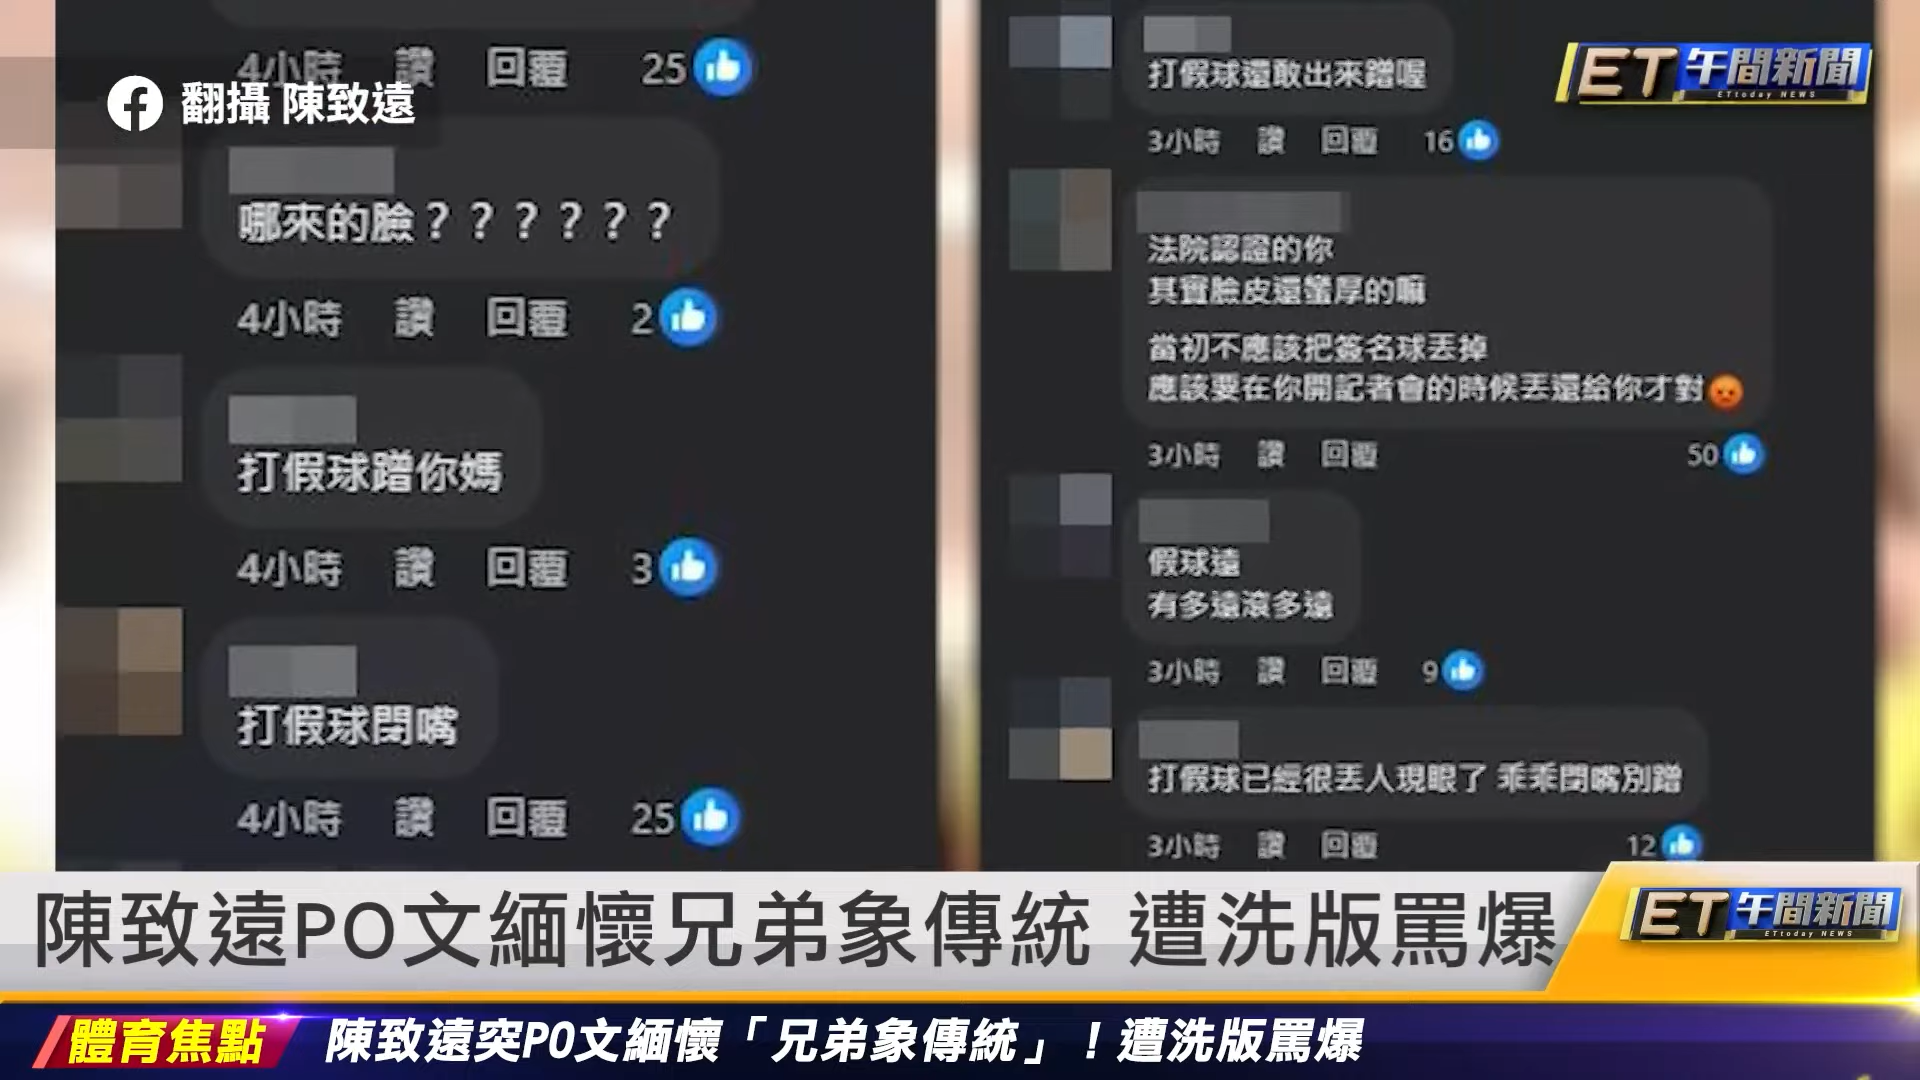 4小時 讚 回覆 25
翻攝 陳致遠
哪來的臉？？？？？？
4小時 讚 回覆 2
打假球蹭你媽
4小時 讚 回覆 3
打假球閉嘴
4小時 讚 回覆 25
打假球還敢出來蹭喔
3小時 讚 回覆 16
法院認證的你
其實臉皮還蠻厚的嘛
當初不應該把簽名球丟掉
應該要在你開記者會的時候丟還給你才對😡
3小時 讚 回覆 50
假球遠
有多遠滾多遠
3小時 讚 回覆 9
打假球已經很丟人現眼了 乖乖閉嘴別蹭
3小時 讚 回覆 12
ET午間新聞
ETtoday NEWS
陳致遠PO文緬懷兄弟象傳統 遭洗版罵爆
ET午間新聞
ETtoday NEWS
體育焦點 陳致遠突PO文緬懷「兄弟象傳統」！遭洗版罵爆